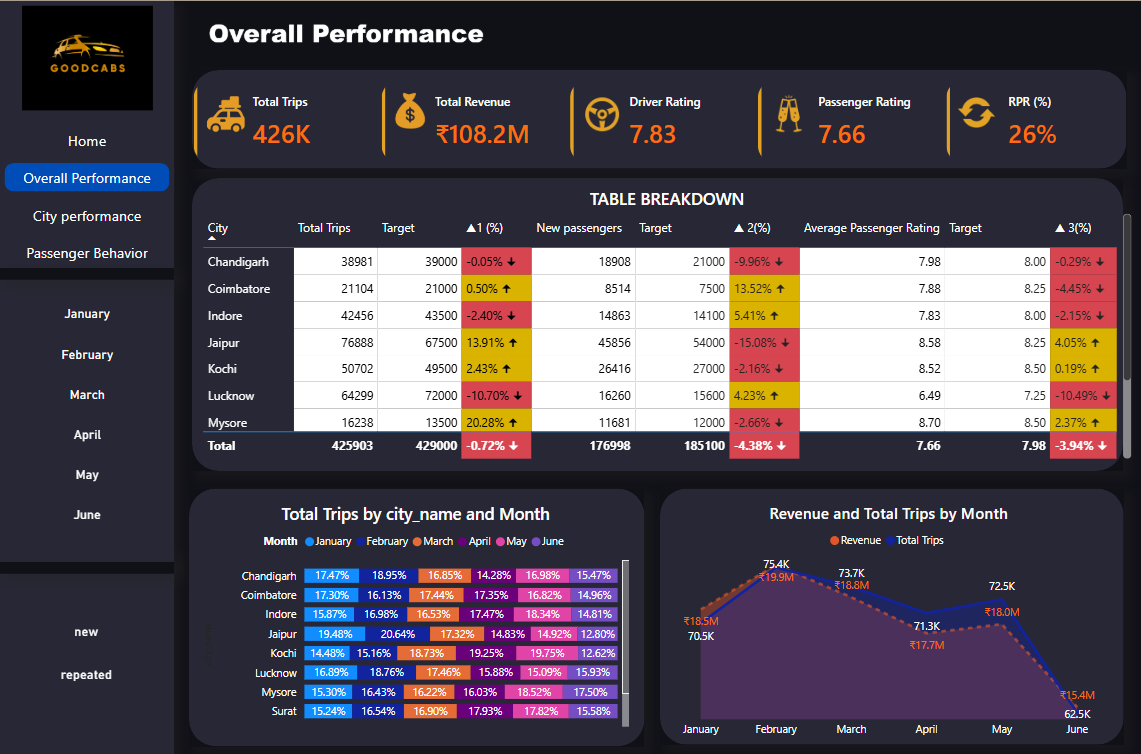 GOODCABS
Home
Overall Performance
City performance
Passenger Behavior
January
February
March
April
May
June
new
repeated
Overall Performance
Total Trips
426K
Total Revenue
₹108.2M
Driver Rating
7.83
Passenger Rating
7.66
RPR (%)
26%
TABLE BREAKDOWN
City Total Trips Target ▲1 (%) New passengers Target ▲ 2(%) Average Passenger Rating Target ▲ 3(%)
Chandigarh 38981 39000 -0.05% ↓ 18908 21000 -9.96% ↓ 7.98 8.00 -0.29% ↓
Coimbatore 21104 21000 0.50% ↑ 8514 7500 13.52% ↑ 7.88 8.25 -4.45% ↓
Indore 42456 43500 -2.40% ↓ 14863 14100 5.41% ↑ 7.83 8.00 -2.15% ↓
Jaipur 76888 67500 13.91% ↑ 45856 54000 -15.08% ↓ 8.58 8.25 4.05% ↑
Kochi 50702 49500 2.43% ↑ 26416 27000 -2.16% ↓ 8.52 8.50 0.19% ↑
Lucknow 64299 72000 -10.70% ↓ 16260 15600 4.23% ↑ 6.49 7.25 -10.49% ↓
Mysore 16238 13500 20.28% ↑ 11681 12000 -2.66% ↓ 8.70 8.50 2.37% ↑
Total 425903 429000 -0.72% ↓ 176998 185100 -4.38% ↓ 7.66 7.98 -3.94% ↓
Total Trips by city_name and Month
Month January February March April May June
Chandigarh 17.47% 18.95% 16.85% 14.28% 16.98% 15.47%
Coimbatore 17.30% 16.13% 17.44% 17.35% 16.82% 14.96%
Indore 15.87% 16.98% 16.53% 17.47% 18.34% 14.81%
Jaipur 19.48% 20.64% 17.32% 14.83% 14.92% 12.80%
Kochi 14.48% 15.16% 18.73% 19.25% 19.75% 12.62%
Lucknow 16.89% 18.76% 17.46% 15.88% 15.09% 15.93%
Mysore 15.30% 16.43% 16.22% 16.03% 18.52% 17.50%
Surat 15.24% 16.54% 16.90% 17.93% 17.82% 15.58%
Revenue and Total Trips by Month
Revenue Total Trips
75.4K
₹19.9M
73.7K
₹18.8M
72.5K
₹18.0M
₹18.5M
70.5K
71.3K
₹17.7M
₹15.4M
62.5K
January February March April May June